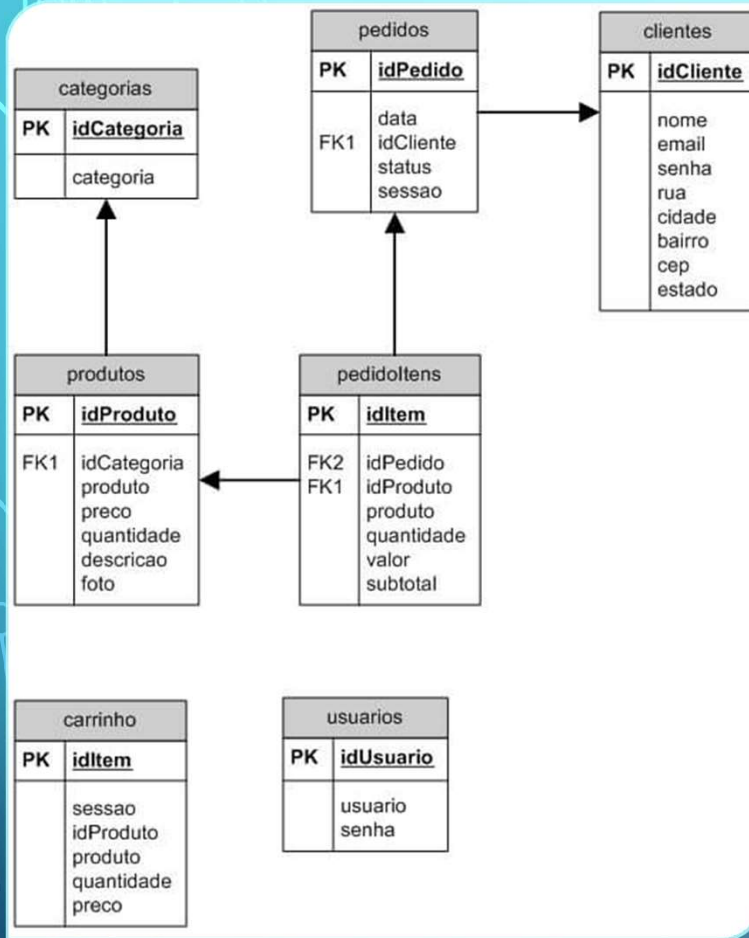 categorias
PK idCategoria
categoria
pedidos
PK idPedido
data
FK1 idCliente
status
sessao
clientes
PK idCliente
nome
email
senha
rua
cidade
bairro
cep
estado
produtos
PK idProduto
FK1 idCategoria
produto
preco
quantidade
descricao
foto
pedidoItens
PK idItem
FK2 idPedido
FK1 idProduto
produto
quantidade
valor
subtotal
carrinho
PK idItem
sessao
idProduto
produto
quantidade
preco
usuarios
PK idUsuario
usuario
senha